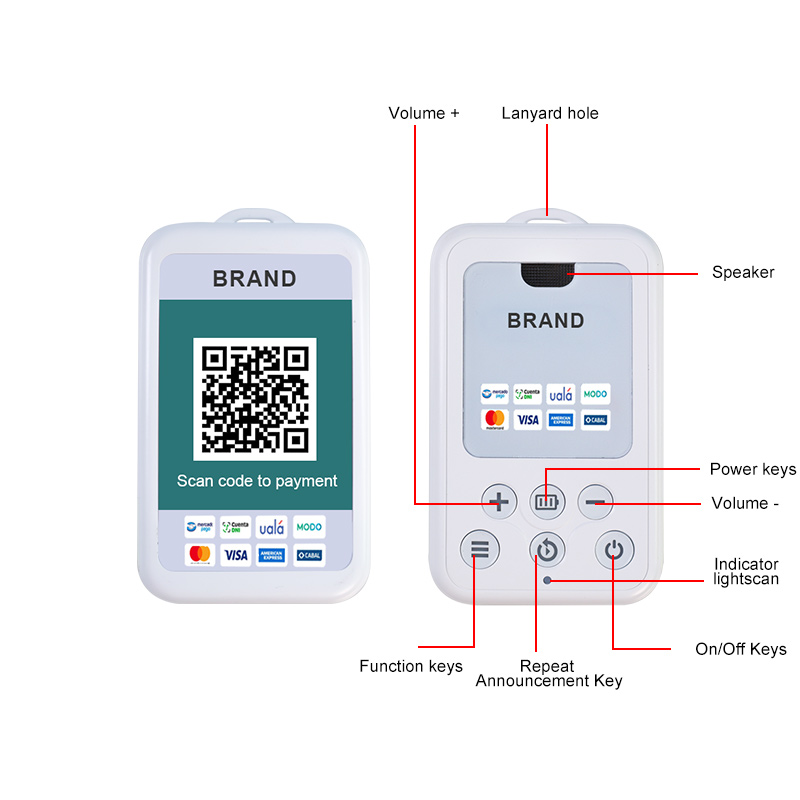 Volume +
Lanyard hole
BRAND
Scan code to payment
mercado pago
Cuenta DNI
ualá
MODO
VISA
AMERICAN EXPRESS
CABAL
Speaker
BRAND
mercado pago
Cuenta DNI
ualá
MODO
mastercard
VISA
AMERICAN EXPRESS
CABAL
Power keys
Volume -
Indicator
lightscan
On/Off Keys
Function keys
Repeat
Announcement Key